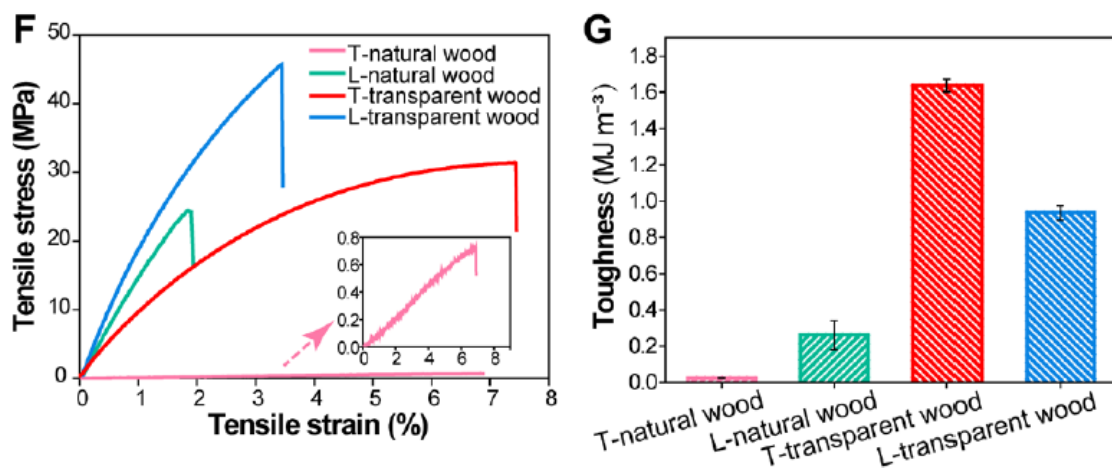 F
50
40
30
20
10
0
Tensile stress (MPa)
T-natural wood
L-natural wood
T-transparent wood
L-transparent wood
0.8
0.6
0.4
0.2
0.0
0 2 4 6 8
0 1 2 3 4 5 6 7 8
Tensile strain (%)
G
1.8
1.6
1.4
1.2
1.0
0.8
0.6
0.4
0.2
0.0
Toughness (MJ m⁻³)
T-natural wood
L-natural wood
T-transparent wood
L-transparent wood